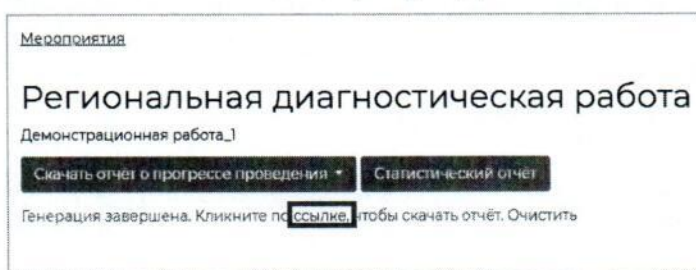 Мероприятия
Региональная диагностическая работа
Демонстрационная работа_1
Скачать отчет о прогрессе проведения Статистический отчет
Генерация завершена. Кликните по ссылке, чтобы скачать отчёт. Очистить